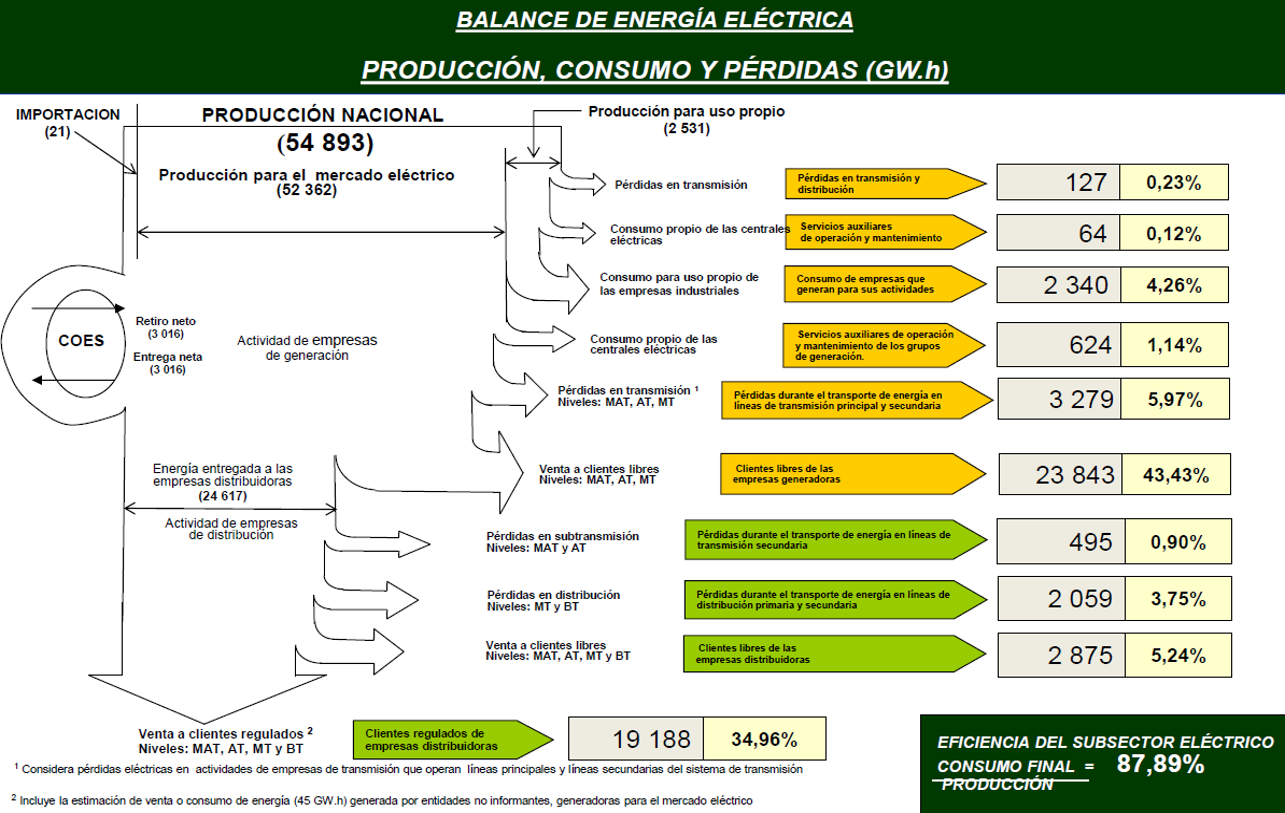 BALANCE DE ENERGÍA ELÉCTRICA
PRODUCCIÓN, CONSUMO Y PÉRDIDAS (GW.h)
IMPORTACION
(21)
PRODUCCIÓN NACIONAL
(54 893)
Producción para el mercado eléctrico
(52 362)
Producción para uso propio
(2 531)
Pérdidas en transmisión
Pérdidas en transmisión y
distribución
127
0,23%
Consumo propio de las centrales
eléctricas
Servicios auxiliares
de operación y mantenimiento
64
0,12%
Consumo para uso propio de
las empresas industriales
Consumo de empresas que
generan para sus actividades
2 340
4,26%
COES
Retiro neto
(3 016)
Entrega neta
(3 016)
Actividad de empresas
de generación
Consumo propio de las
centrales eléctricas
Servicios auxiliares de operación
y mantenimiento de los grupos
de generación.
624
1,14%
Pérdidas en transmisión 1
Niveles: MAT, AT, MT
Pérdidas durante el transporte de energía en
líneas de transmisión principal y secundaria
3 279
5,97%
Energía entregada a las
empresas distribuidoras
(24 617)
Actividad de empresas
de distribución
Venta a clientes libres
Niveles: MAT, AT, MT
Clientes libres de las
empresas generadoras
23 843
43,43%
Pérdidas en subtransmisión
Niveles: MAT y AT
Pérdidas durante el transporte de energía en líneas de
transmisión secundaria
495
0,90%
Pérdidas en distribución
Niveles: MT y BT
Pérdidas durante el transporte de energía en líneas de
distribución primaria y secundaria
2 059
3,75%
Venta a clientes libres
Niveles: MAT, AT, MT y BT
Clientes libres de las
empresas distribuidoras
2 875
5,24%
Venta a clientes regulados 2
Niveles: MAT, AT, MT y BT
Clientes regulados de
empresas distribuidoras
19 188
34,96%
EFICIENCIA DEL SUBSECTOR ELÉCTRICO
CONSUMO FINAL = 87,89%
PRODUCCIÓN
1 Considera pérdidas eléctricas en actividades de empresas de transmisión que operan líneas principales y líneas secundarias del sistema de transmisión
2 Incluye la estimación de venta o consumo de energía (45 GW.h) generada por entidades no informantes, generadoras para el mercado eléctrico